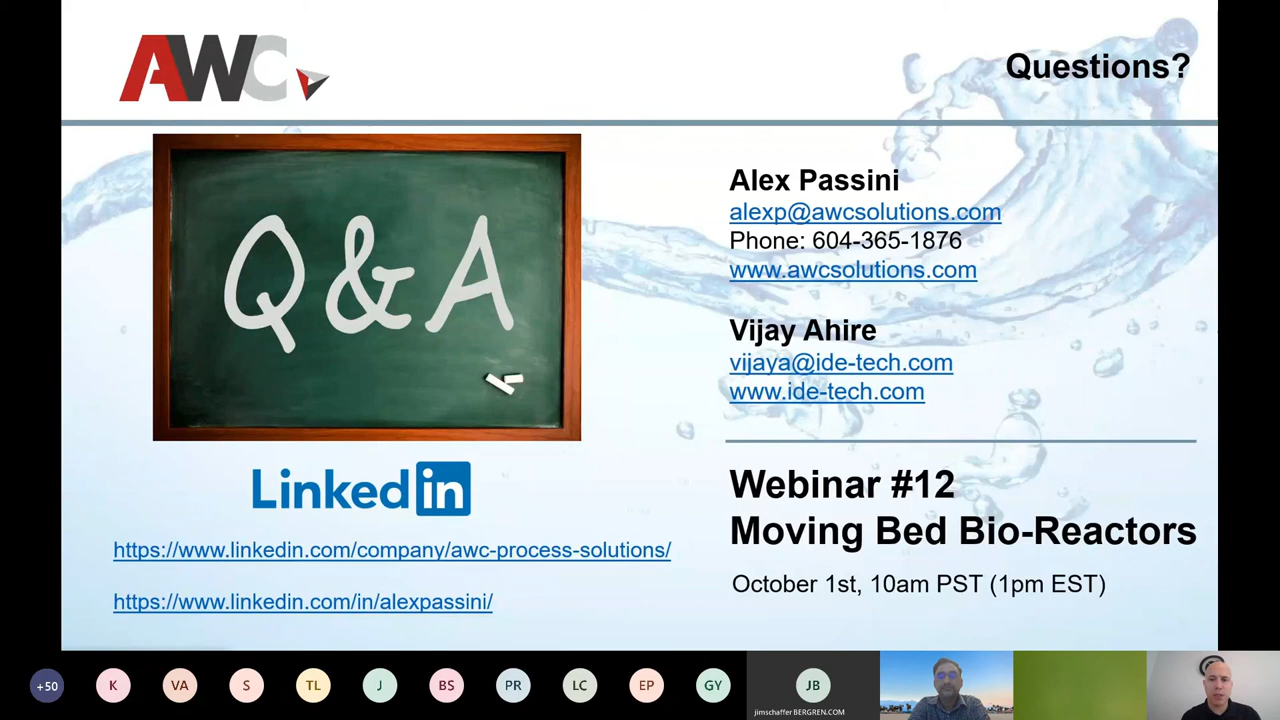 AWC
Questions?
Q & A
Alex Passini
alexp@awcsolutions.com
Phone: 604-365-1876
www.awcsolutions.com
Vijay Ahire
vijaya@ide-tech.com
www.ide-tech.com
LinkedIn
https://www.linkedin.com/company/awc-process-solutions/
https://www.linkedin.com/in/alexpassini/
Webinar #12
Moving Bed Bio-Reactors
October 1st, 10am PST (1pm EST)
+50 K VA S TL J BS PR LC EP GY JB
jimschafferBERGREN.COM